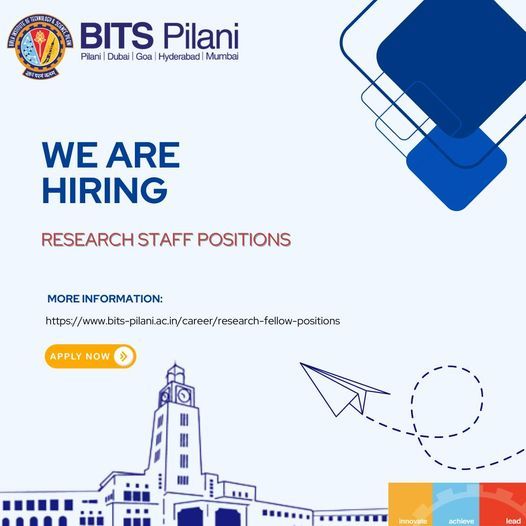 BITS Pilani
Pilani | Dubai | Goa | Hyderabad | Mumbai
WE ARE
HIRING
RESEARCH STAFF POSITIONS
MORE INFORMATION:
https://www.bits-pilani.ac.in/career/research-fellow-positions
APPLY NOW
innovate achieve lead